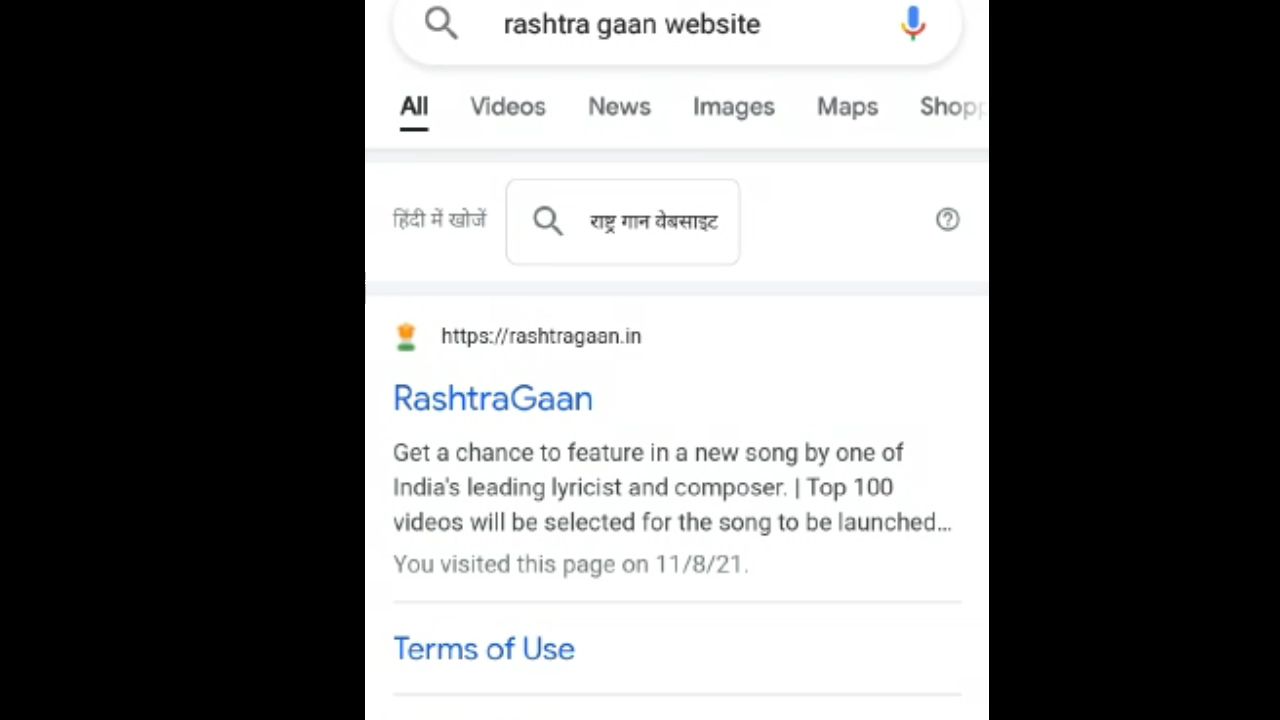 rashtra gaan website
All Videos News Images Maps Shopp
हिंदी में खोजें राष्ट्र गान वेबसाइट
https://rashtragaan.in
RashtraGaan
Get a chance to feature in a new song by one of
India's leading lyricist and composer. | Top 100
videos will be selected for the song to be launched...
You visited this page on 11/8/21.
Terms of Use